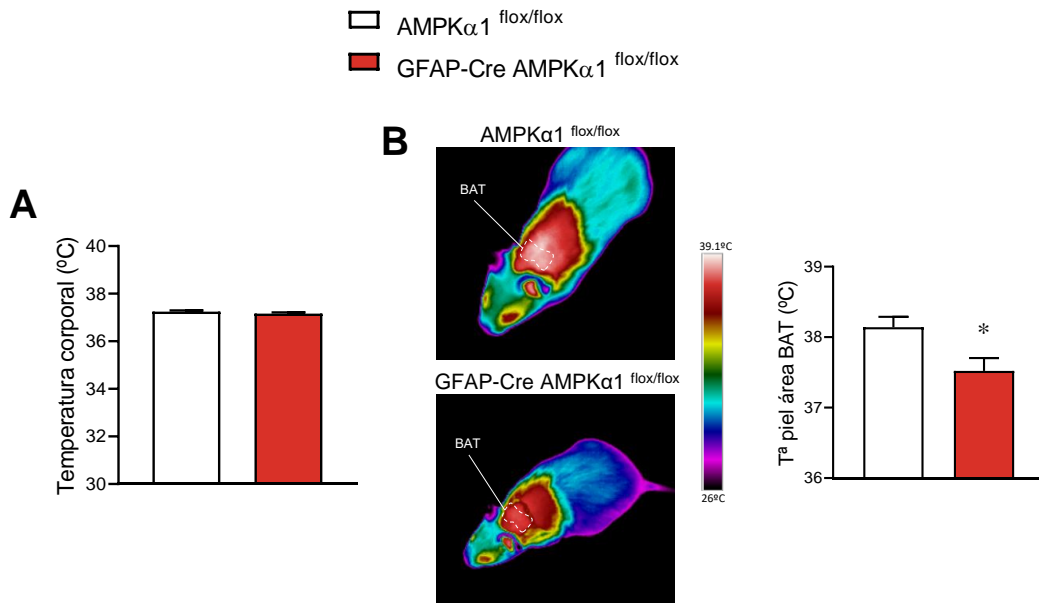 AMPKα1 flox/flox
GFAP-Cre AMPKα1 flox/flox
A
Temperatura corporal (ºC)
40
38
36
34
32
30
B
AMPKα1 flox/flox
BAT
GFAP-Cre AMPKα1 flox/flox
BAT
39.1ºC
26ºC
Tª piel área BAT (ºC)
39
38
37
36
*